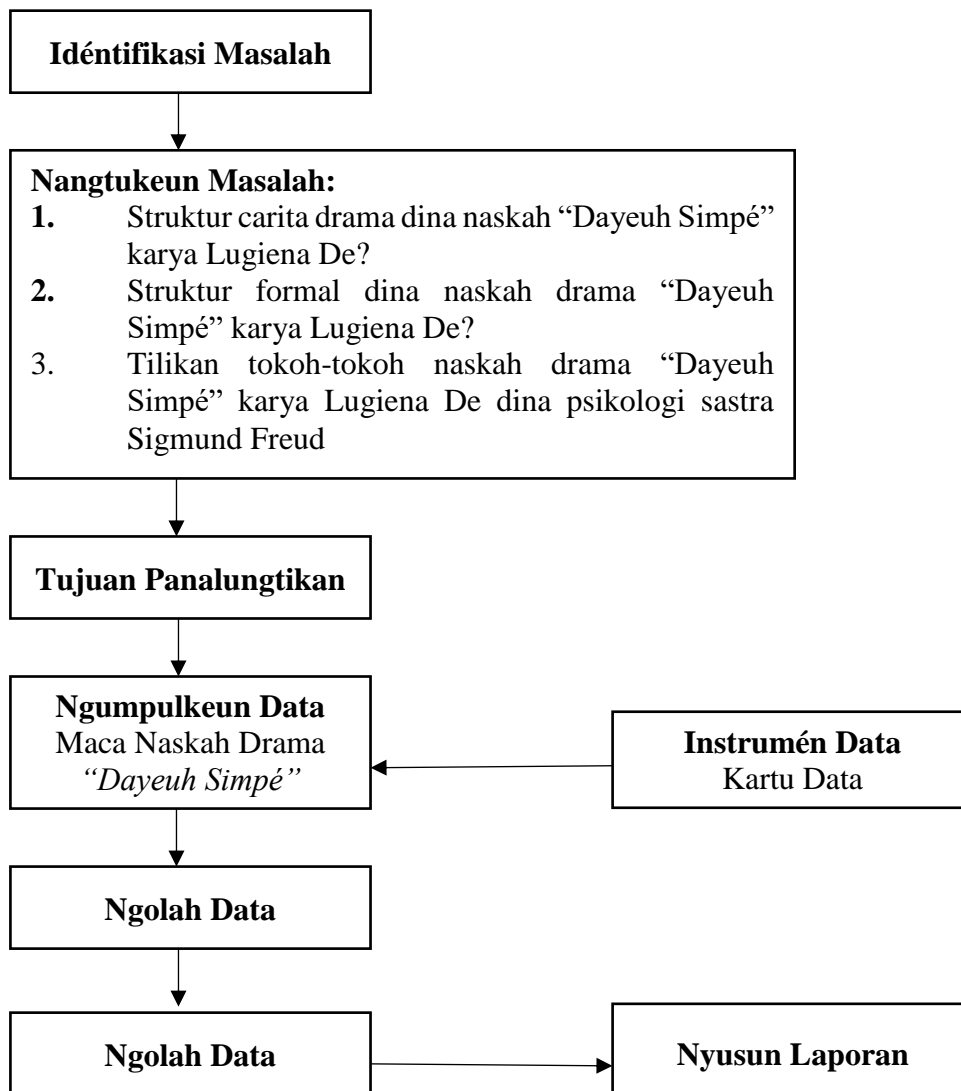 Idéntifikasi Masalah
Nangtukeun Masalah:
1. Struktur carita drama dina naskah “Dayeuh Simpé”
karya Lugiena De?
2. Struktur formal dina naskah drama “Dayeuh
Simpé” karya Lugiena De?
3. Tilikan tokoh-tokoh naskah drama “Dayeuh
Simpé” karya Lugiena De dina psikologi sastra
Sigmund Freud
Tujuan Panalungtikan
Ngumpulkeun Data
Maca Naskah Drama
“Dayeuh Simpé”
Instrumén Data
Kartu Data
Ngolah Data
Ngolah Data
Nyusun Laporan